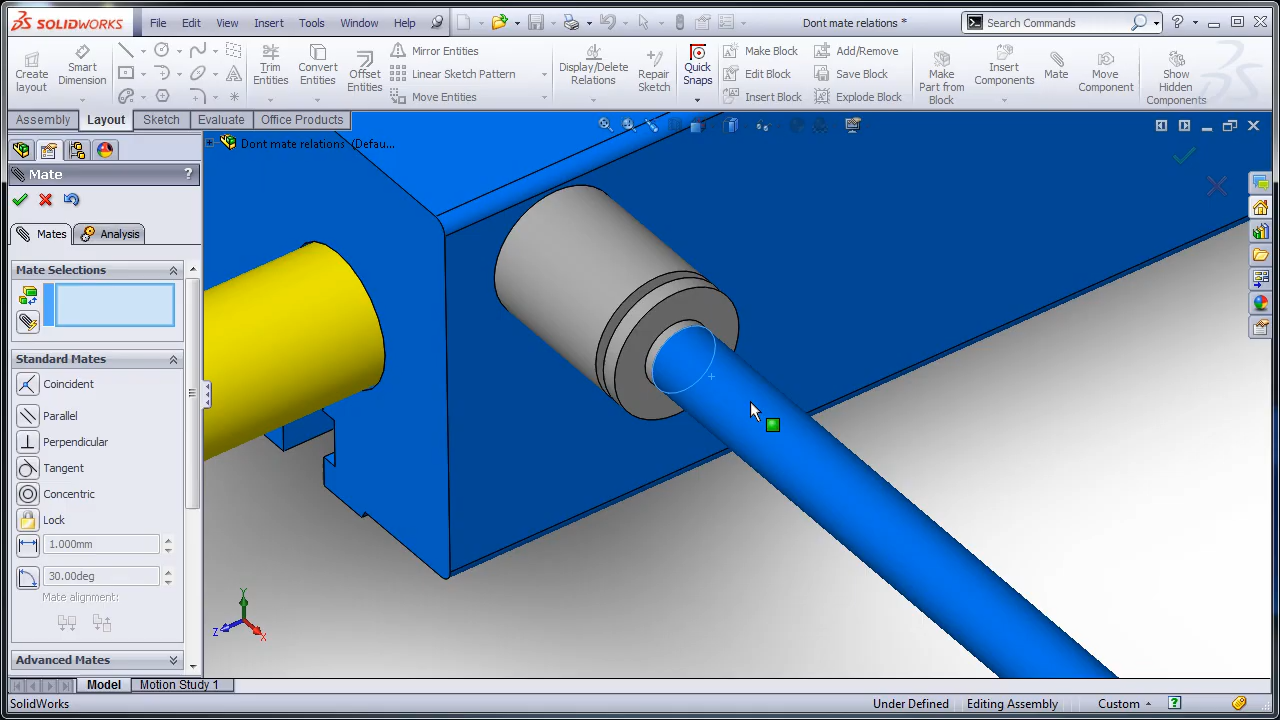 SOLIDWORKS File Edit View Insert Tools Window Help Dont mate relations * Search Commands ?
Create layout
Smart Dimension
Trim Entities
Convert Entities
Offset Entities
Mirror Entities
Linear Sketch Pattern
Move Entities
Display/Delete Relations
Repair Sketch
Quick Snaps
Make Block
Edit Block
Insert Block
Add/Remove
Save Block
Explode Block
Make Part from Block
Insert Components
Mate
Move Component
Show Hidden Components
Assembly Layout Sketch Evaluate Office Products
Dont mate relations (Defau...
Mate ?
Mates Analysis
Mate Selections
Standard Mates
Coincident
Parallel
Perpendicular
Tangent
Concentric
Lock
1.000mm
30.00deg
Mate alignment:
Advanced Mates
Y
Z X
Model Motion Study 1
SolidWorks Under Defined Editing Assembly Custom ?